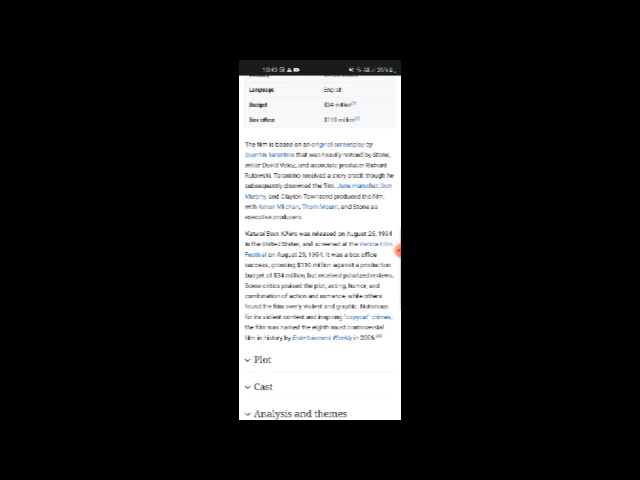 Language English
Budget $34 million
Box office $110 million
The film is based on an original screenplay by
Quentin Tarantino that was heavily revised by Stone,
writer David Veloz, and associate producer Richard
Rutowski. Tarantino received a story credit though he
subsequently disowned the film. Jane Hamsher, Don
Murphy, and Clayton Townsend produced the film,
with Arnon Milchan, Thom Mount, and Stone as
executive producers.
Natural Born Killers was released on August 26, 1994
in the United States, and screened at the Venice Film
Festival on August 29, 1994. It was a box office
success, grossing $110 million against a production
budget of $34 million, but received polarized reviews.
Some critics praised the plot, acting, humor, and
combination of action and romance, while others
found the film overly violent and graphic. Notorious
for its violent content and inspiring "copycat" crimes,
the film was named the eighth most controversial
film in history by Entertainment Weekly in 2006.
Plot
Cast
Analysis and themes